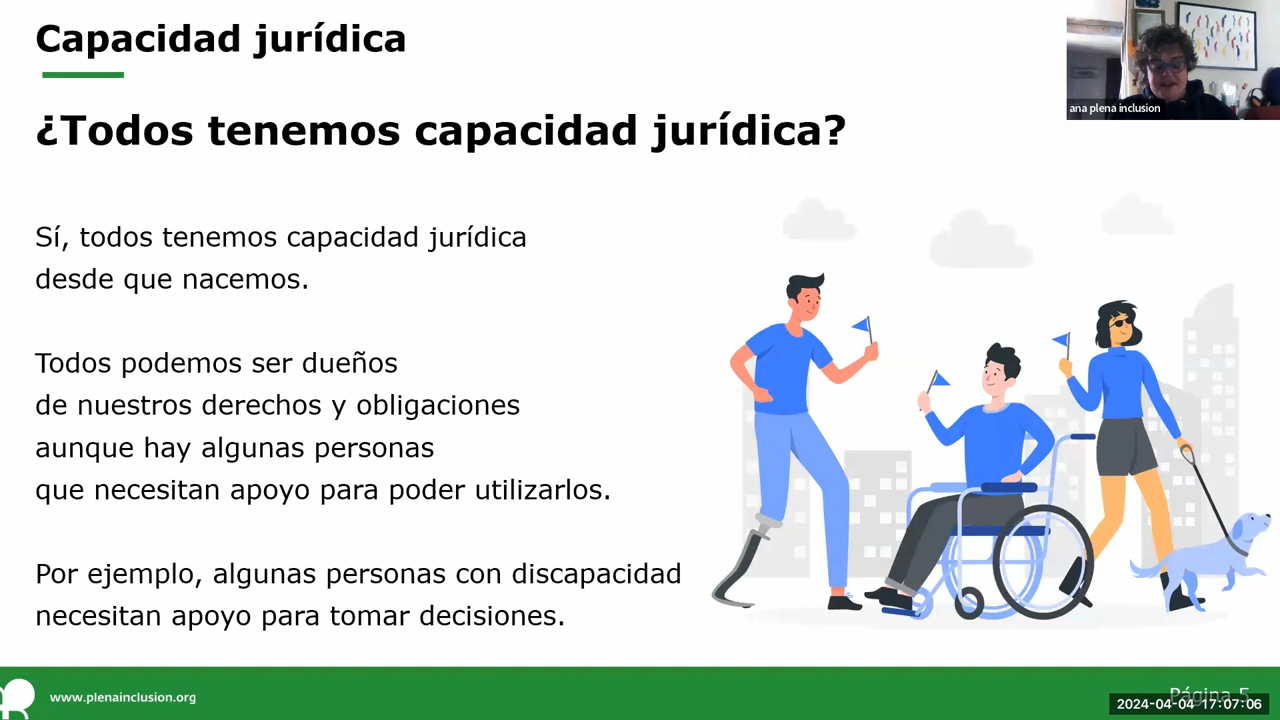 Capacidad jurídica
ana plena inclusion
¿Todos tenemos capacidad jurídica?
Sí, todos tenemos capacidad jurídica
desde que nacemos.
Todos podemos ser dueños
de nuestros derechos y obligaciones
aunque hay algunas personas
que necesitan apoyo para poder utilizarlos.
Por ejemplo, algunas personas con discapacidad
necesitan apoyo para tomar decisiones.
www.plenainclusion.org
Página 5
2024-04-04 17:07:06